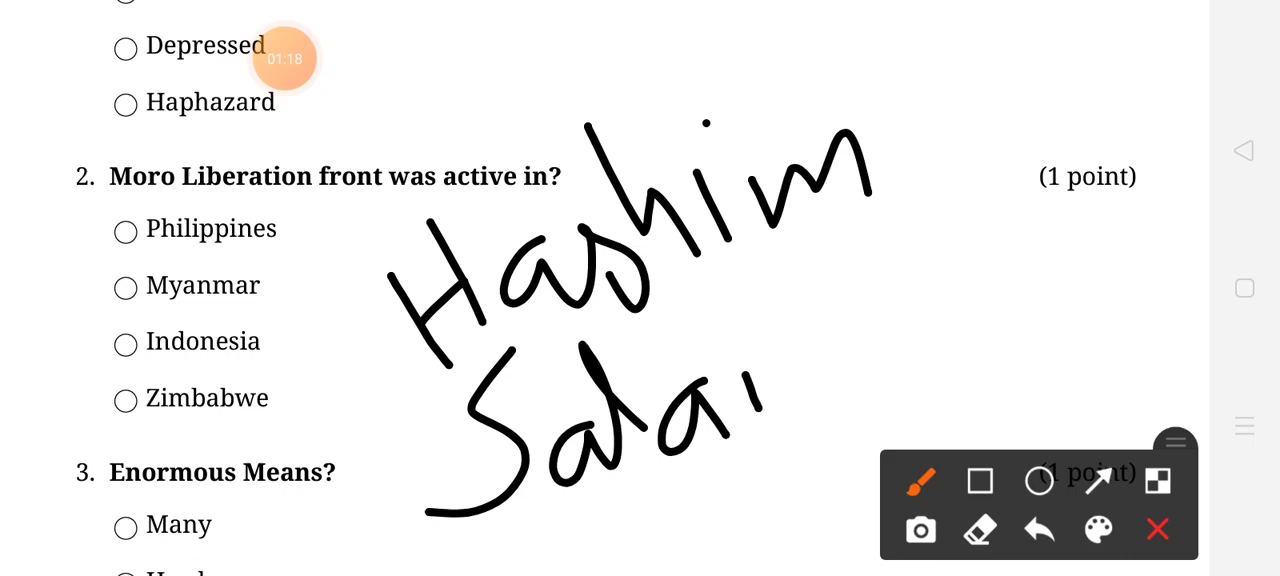 Depressed
01:18
Haphazard
2. Moro Liberation front was active in? (1 point)
Philippines
Myanmar
Indonesia
Zimbabwe
Hashim
Sala
3. Enormous Means? (1 point)
Many